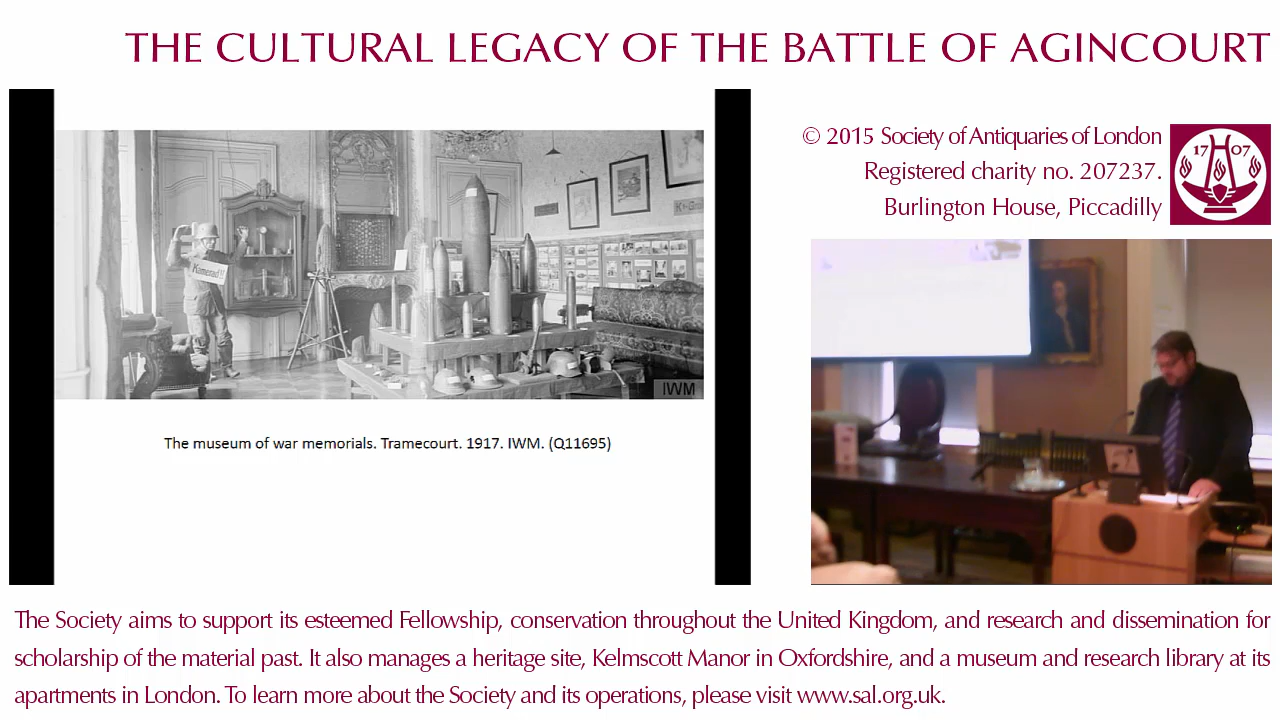 THE CULTURAL LEGACY OF THE BATTLE OF AGINCOURT
© 2015 Society of Antiquaries of London
Registered charity no. 207237.
Burlington House, Piccadilly
17 07
Kamerad!!
IWM
The museum of war memorials. Tramecourt. 1917. IWM. (Q11695)
The Society aims to support its esteemed Fellowship, conservation throughout the United Kingdom, and research and dissemination for
scholarship of the material past. It also manages a heritage site, Kelmscott Manor in Oxfordshire, and a museum and research library at its
apartments in London. To learn more about the Society and its operations, please visit www.sal.org.uk.